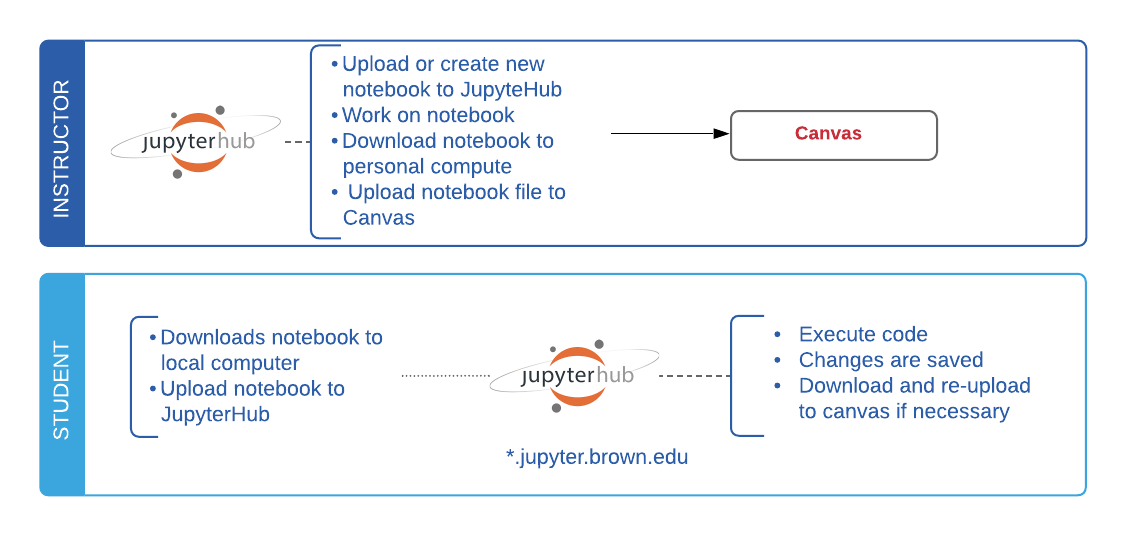 INSTRUCTOR
jupyterhub
• Upload or create new
notebook to JupyteHub
• Work on notebook
• Download notebook to
personal compute
• Upload notebook file to
Canvas
Canvas
STUDENT
• Downloads notebook to
local computer
• Upload notebook to
JupyterHub
jupyterhub
*.jupyter.brown.edu
• Execute code
• Changes are saved
• Download and re-upload
to canvas if necessary